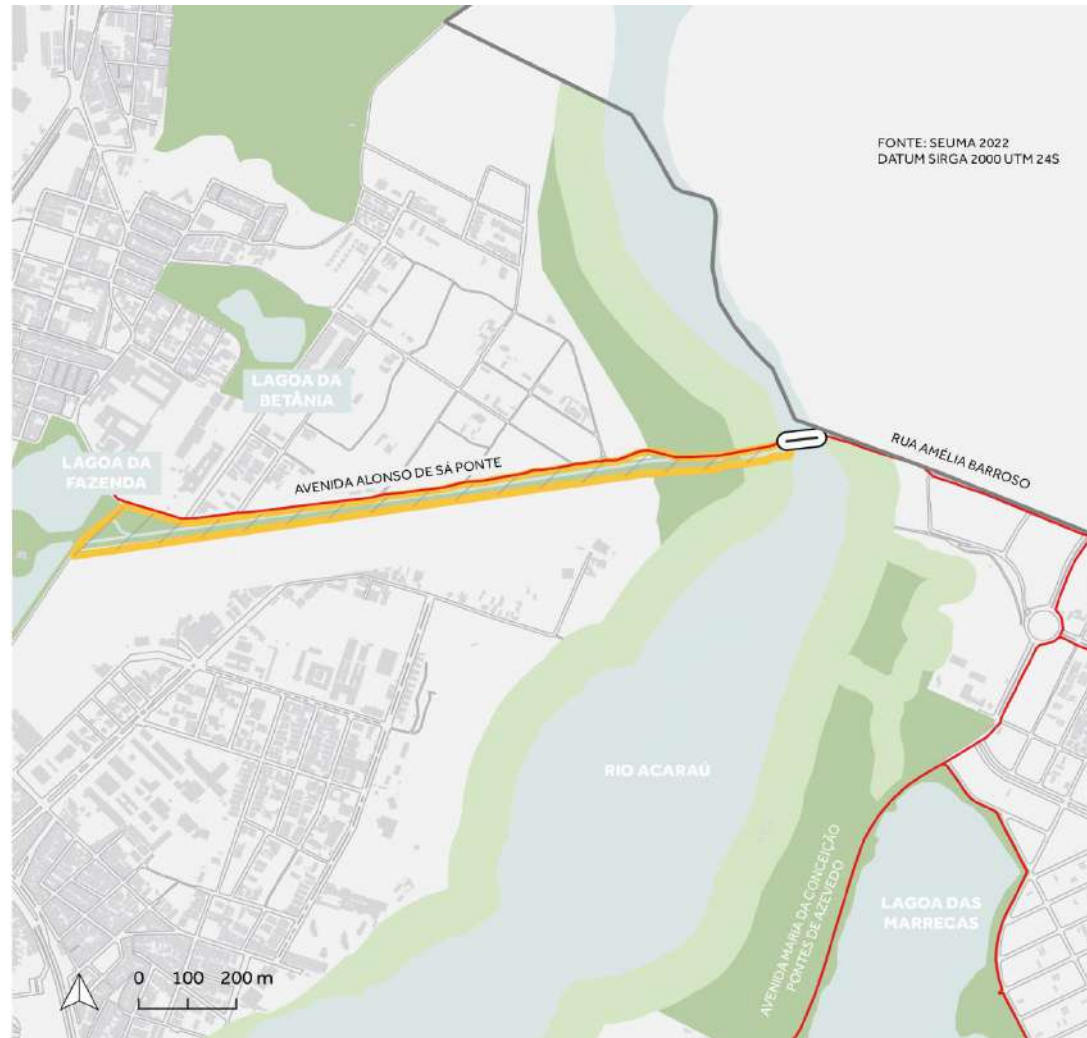 FONTE: SEUMA 2022
DATUM SIRGA 2000 UTM 24S
LAGOA DA
BETÂNIA
LAGOA DA
FAZENDA
AVENIDA ALONSO DE SÁ PONTE
RUA AMÉLIA BARROSO
RIO ACARAÚ
AVENIDA MARIA DA CONCEIÇÃO
PONTES DE AZEVEDO
LAGOA DAS
MARRECAS
0 100 200 m